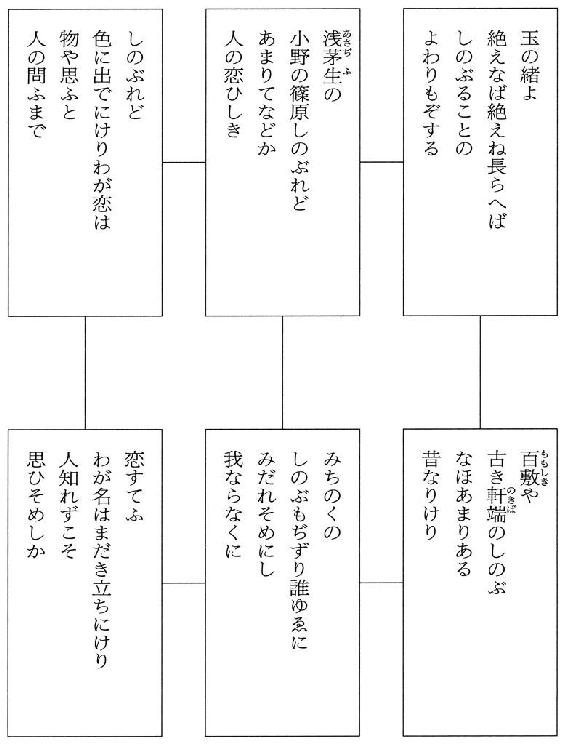 玉の緒よ
絶えなば絶えね長らへば
しのぶることの
よわりもぞする
浅茅生の
あさぢふ
小野の篠原しのぶれど
あまりてなどか
人の恋ひしき
しのぶれど
色に出でにけりわが恋は
物や思ふと
人の問ふまで
百敷や
ももしき
古き軒端のしのぶ
のきば
なほあまりある
昔なりけり
みちのくの
しのぶもぢずり誰ゆゑに
みだれそめにし
我ならなくに
恋すてふ
わが名はまだき立ちにけり
人知れずこそ
思ひそめしか